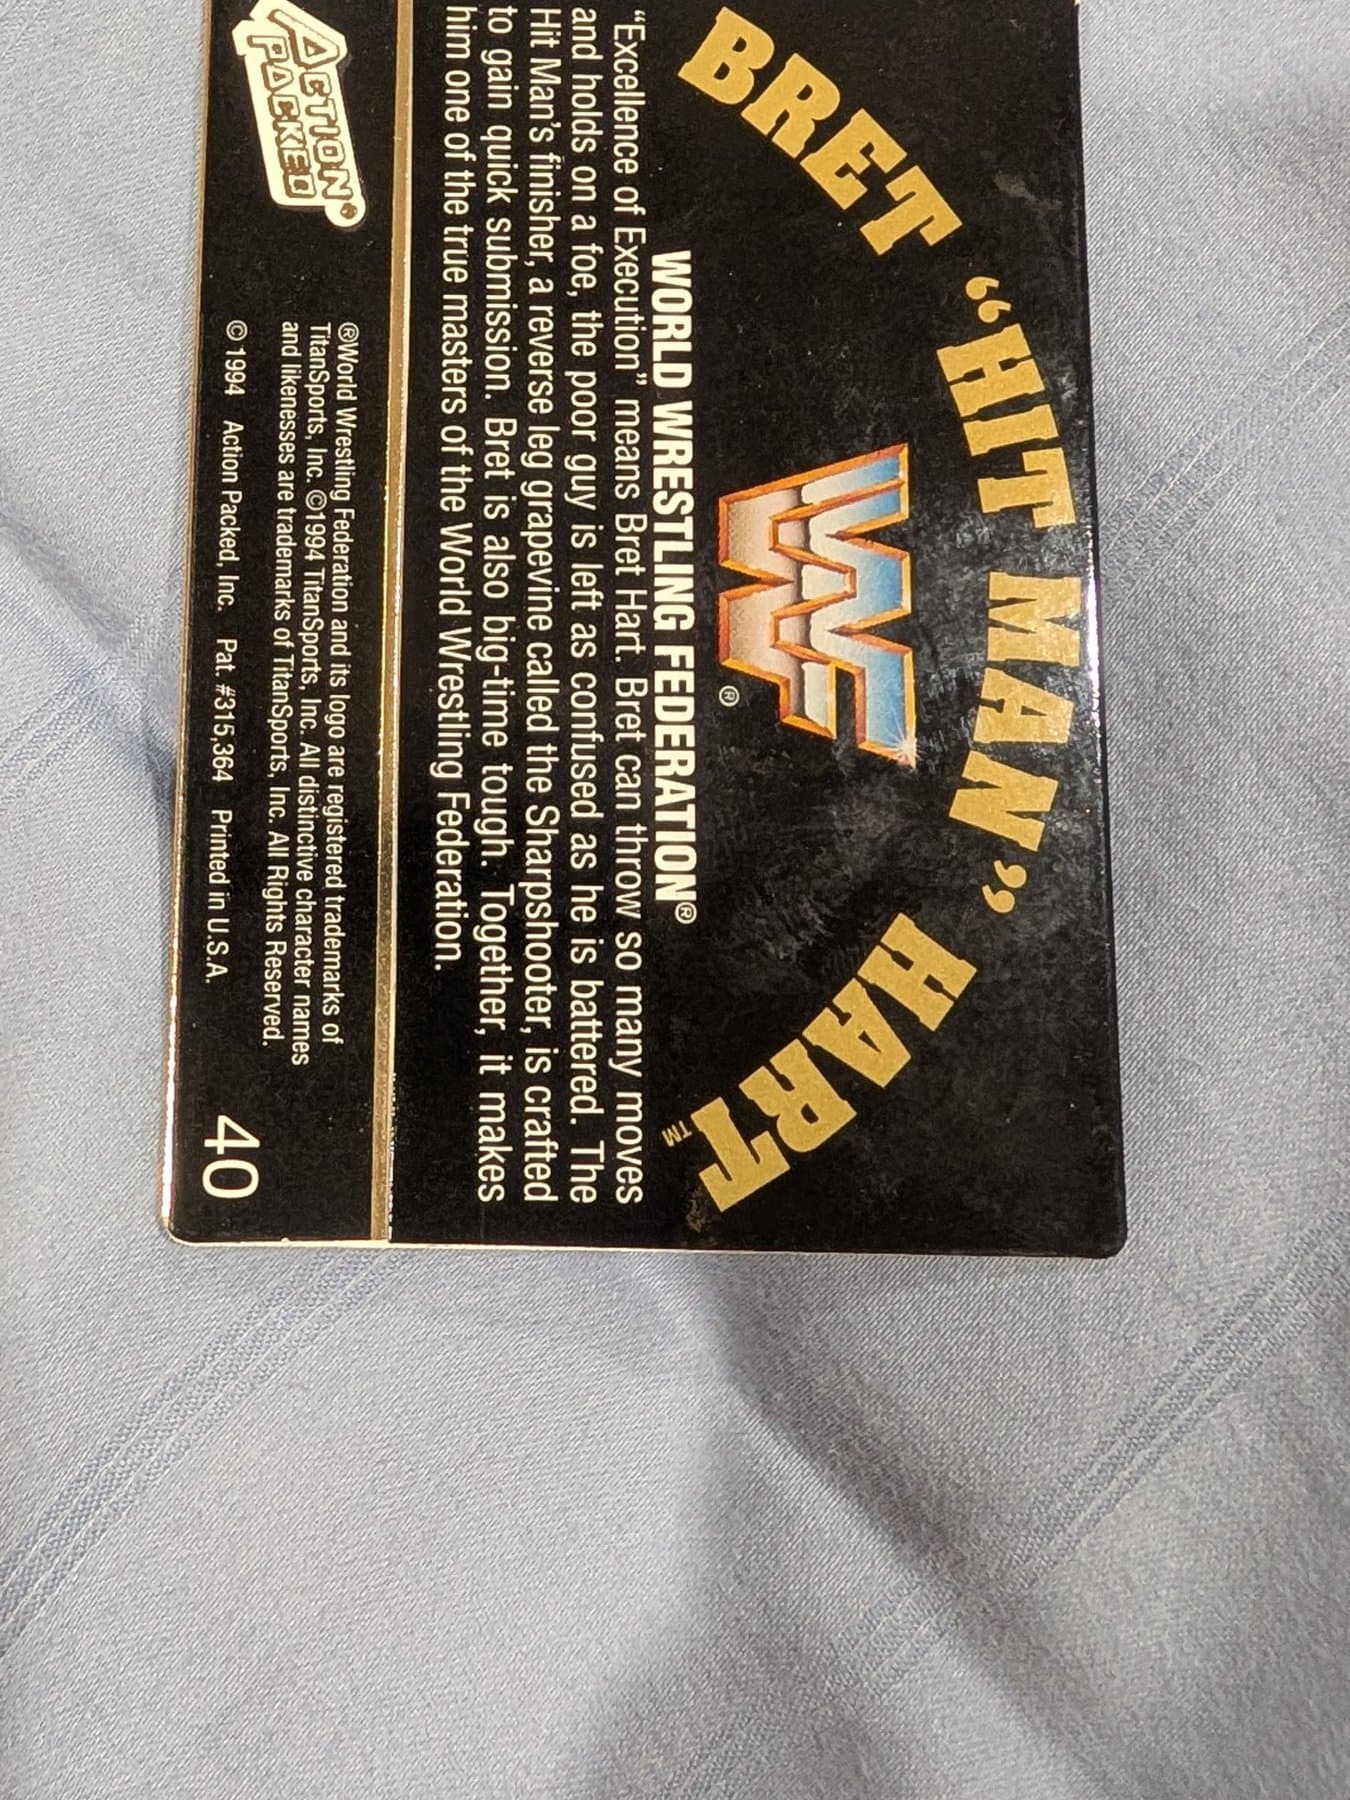 BRET "HIT MAN" HART™
WF
®
WORLD WRESTLING FEDERATION®
"Excellence of Execution" means Bret Hart. Bret can throw so many moves
and holds on a foe, the poor guy is left as confused as he is battered. The
Hit Man's finisher, a reverse leg grapevine called the Sharpshooter, is crafted
to gain quick submission. Bret is also big-time tough. Together, it makes
him one of the true masters of the World Wrestling Federation.
ACTION
PACKED®
®World Wrestling Federation and its logo are registered trademarks of
TitanSports, Inc. ©1994 TitanSports, Inc. All distinctive character names
and likenesses are trademarks of TitanSports, Inc. All Rights Reserved.
© 1994 Action Packed, Inc. Pat. #315,364 Printed in U.S.A.
40